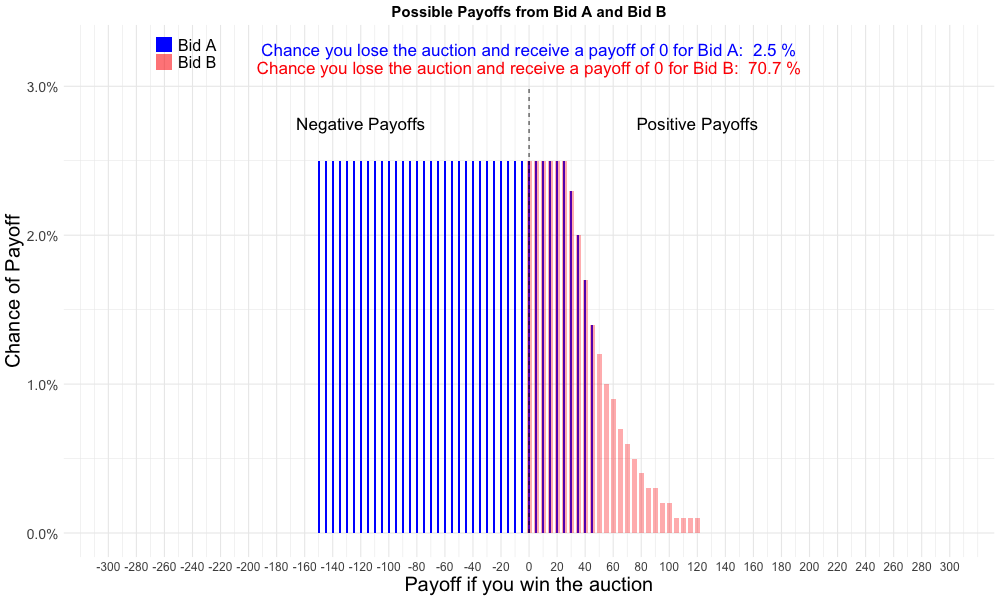 Possible Payoffs from Bid A and Bid B
Bid A
Bid B
Chance you lose the auction and receive a payoff of 0 for Bid A: 2.5 %
Chance you lose the auction and receive a payoff of 0 for Bid B: 70.7 %
Negative Payoffs
Positive Payoffs
Chance of Payoff
3.0%
2.0%
1.0%
0.0%
-300 -280 -260 -240 -220 -200 -180 -160 -140 -120 -100 -80 -60 -40 -20 0 20 40 60 80 100 120 140 160 180 200 220 240 260 280 300
Payoff if you win the auction